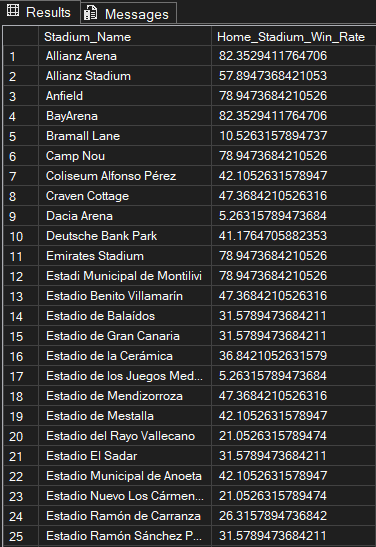 Results Messages
Stadium_Name Home_Stadium_Win_Rate
1 Allianz Arena 82.3529411764706
2 Allianz Stadium 57.8947368421053
3 Anfield 78.9473684210526
4 BayArena 82.3529411764706
5 Bramall Lane 10.5263157894737
6 Camp Nou 78.9473684210526
7 Coliseum Alfonso Pérez 42.1052631578947
8 Craven Cottage 47.3684210526316
9 Dacia Arena 5.26315789473684
10 Deutsche Bank Park 41.1764705882353
11 Emirates Stadium 78.9473684210526
12 Estadi Municipal de Montilivi 78.9473684210526
13 Estadio Benito Villamarín 47.3684210526316
14 Estadio de Balaídos 31.5789473684211
15 Estadio de Gran Canaria 31.5789473684211
16 Estadio de la Cerámica 36.8421052631579
17 Estadio de los Juegos Med... 5.26315789473684
18 Estadio de Mendizorroza 47.3684210526316
19 Estadio de Mestalla 42.1052631578947
20 Estadio del Rayo Vallecano 21.0526315789474
21 Estadio El Sadar 31.5789473684211
22 Estadio Municipal de Anoeta 42.1052631578947
23 Estadio Nuevo Los Cármen... 21.0526315789474
24 Estadio Ramón de Carranza 26.3157894736842
25 Estadio Ramón Sánchez P... 31.5789473684211